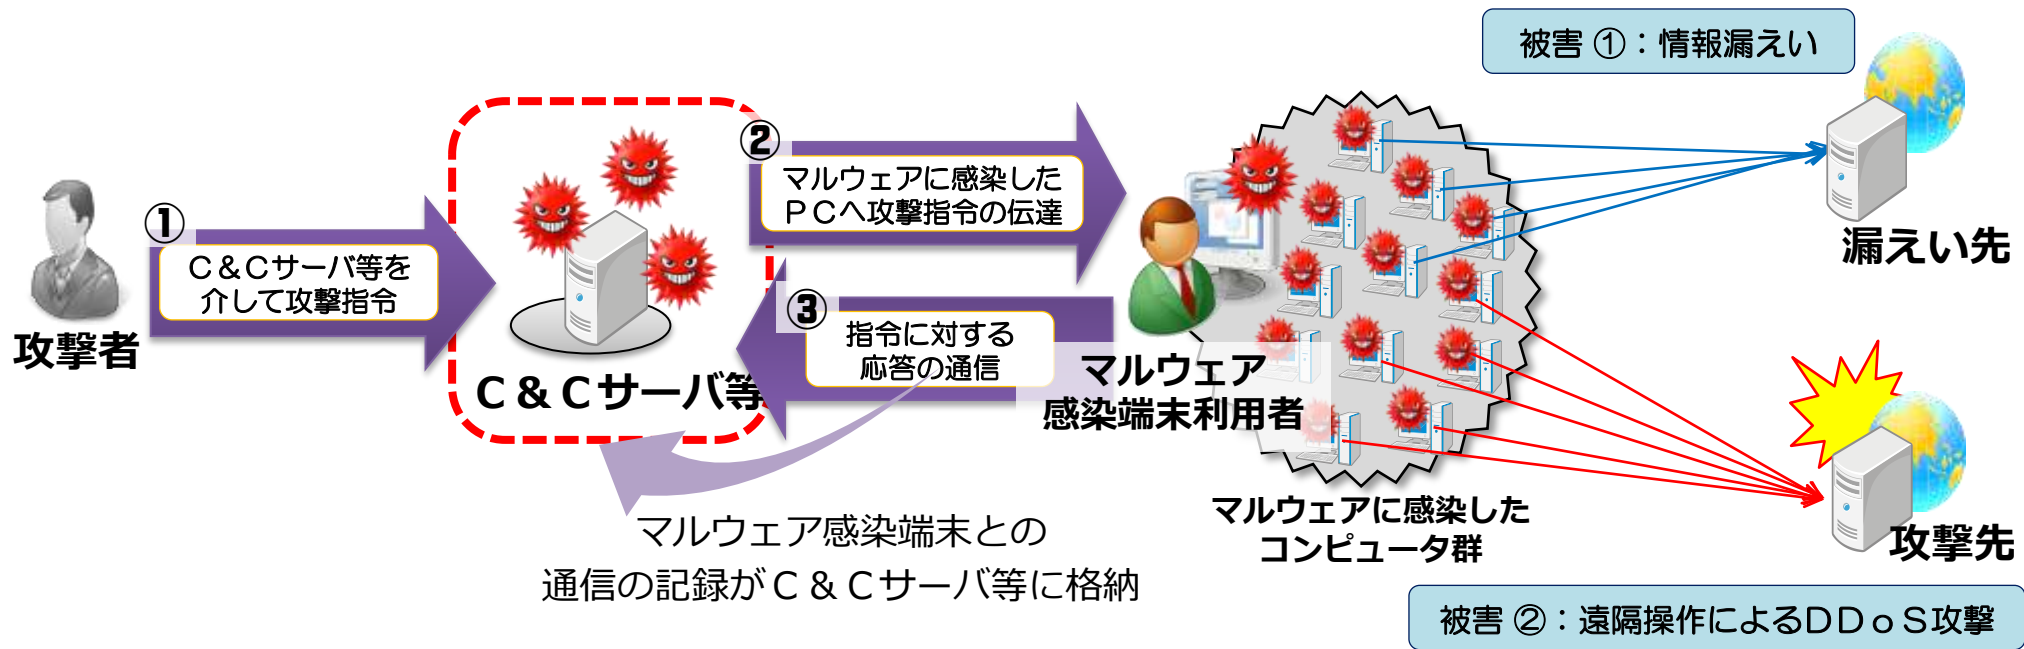 被害 ①：情報漏えい
①
C＆Cサーバ等を
介して攻撃指令
攻撃者
②
マルウェアに感染した
PCへ攻撃指令の伝達
C＆Cサーバ等
③
指令に対する
応答の通信
マルウェア
感染端末利用者
漏えい先
マルウェア感染端末との
通信の記録がC＆Cサーバ等に格納
マルウェアに感染した
コンピュータ群
攻撃先
被害 ②：遠隔操作によるDDoS攻撃